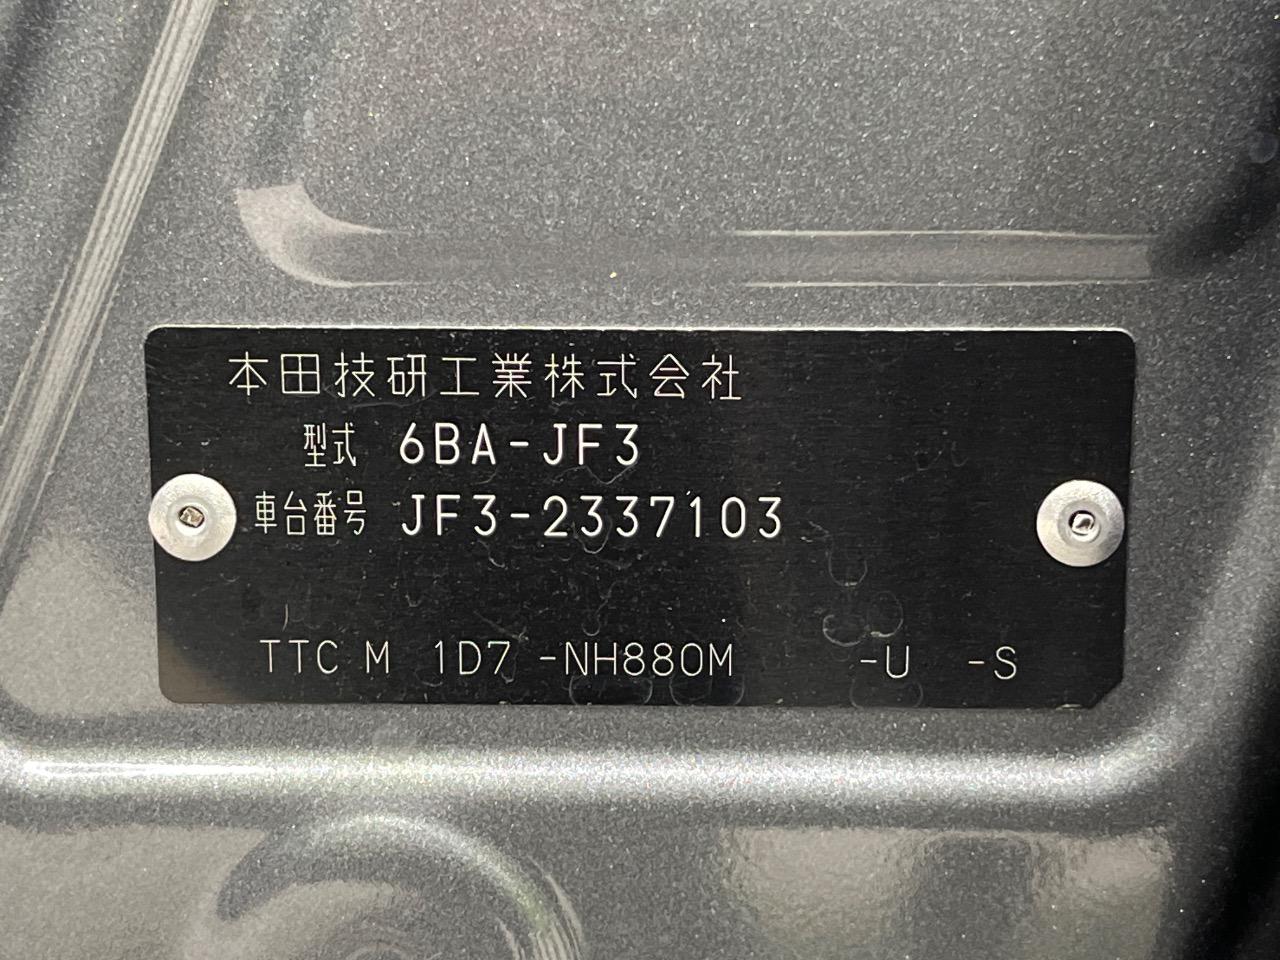 本田技研工業株式会社
型式 6BA-JF3
車台番号 JF3-2337103
TTC M 1D7 -NH880M -U -S